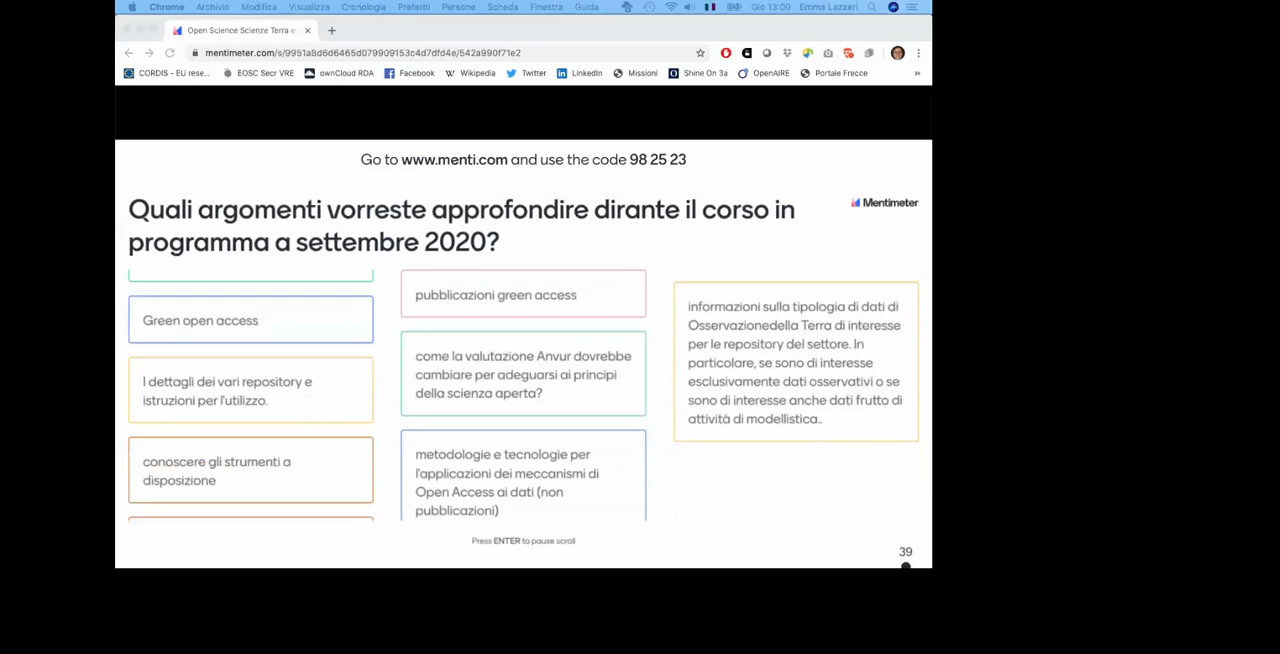 Chrome Archivio Modifica Visualizza Cronologia Preferiti Persone Scheda Finestra Guida Gio 13:00 Emma Lazzeri
Open Science Scienze Terra e
mentimeter.com/s/9951a8d6d6465d079909153c4d7dfd4e/542a990f71e2
CORDIS - EU rese... EOSC Secr VRE ownCloud RDA Facebook Wikipedia Twitter LinkedIn Missioni Shine On 3a OpenAIRE Portale Frecce »
Go to www.menti.com and use the code 98 25 23
Quali argomenti vorreste approfondire dirante il corso in
programma a settembre 2020?
Mentimeter
Green open access
I dettagli dei vari repository e
istruzioni per l'utilizzo.
conoscere gli strumenti a
disposizione
pubblicazioni green access
come la valutazione Anvur dovrebbe
cambiare per adeguarsi ai principi
della scienza aperta?
metodologie e tecnologie per
l'applicazioni dei meccanismi di
Open Access ai dati (non
pubblicazioni)
informazioni sulla tipologia di dati di
Osservazionedella Terra di interesse
per le repository del settore. In
particolare, se sono di interesse
esclusivamente dati osservativi o se
sono di interesse anche dati frutto di
attività di modellistica..
Press ENTER to pause scroll
39